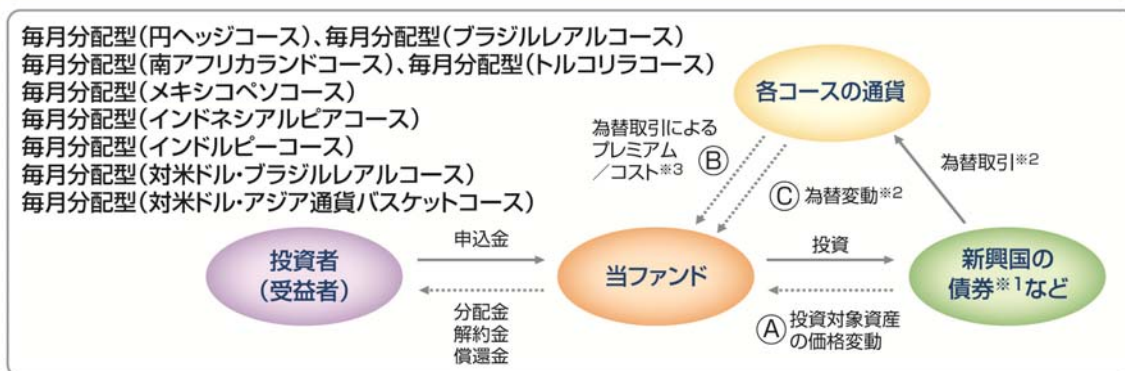 毎月分配型(円ヘッジコース)、毎月分配型(ブラジルレアルコース)
毎月分配型(南アフリカランドコース)、毎月分配型(トルコリラコース)
毎月分配型(メキシコペソコース)
毎月分配型(インドネシアルピアコース)
毎月分配型(インドルピーコース)
毎月分配型(対米ドル・ブラジルレアルコース)
毎月分配型(対米ドル・アジア通貨バスケットコース)
各コースの通貨
為替取引による
プレミアム
／コスト※3
Ⓑ
Ⓒ 為替変動※2
為替取引※2
投資者
(受益者)
申込金
分配金
解約金
償還金
当ファンド
投資
Ⓐ 投資対象資産
の価格変動
新興国の
債券※1など